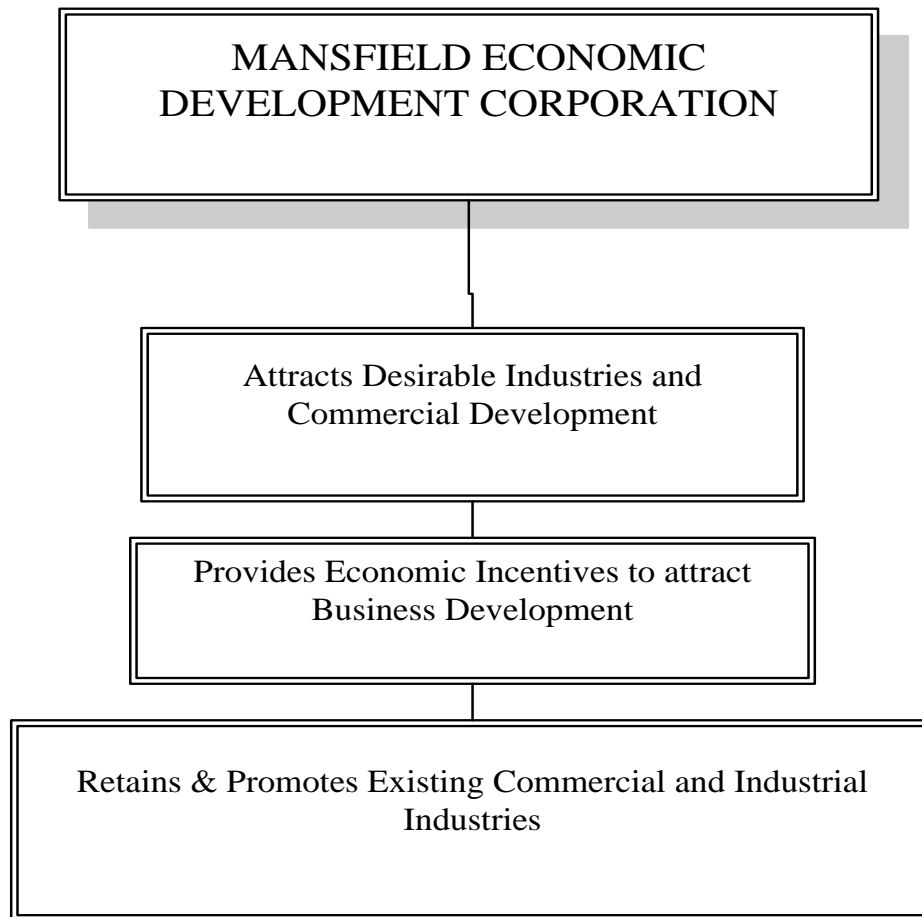 MANSFIELD ECONOMIC
DEVELOPMENT CORPORATION
Attracts Desirable Industries and
Commercial Development
Provides Economic Incentives to attract
Business Development
Retains & Promotes Existing Commercial and Industrial
Industries